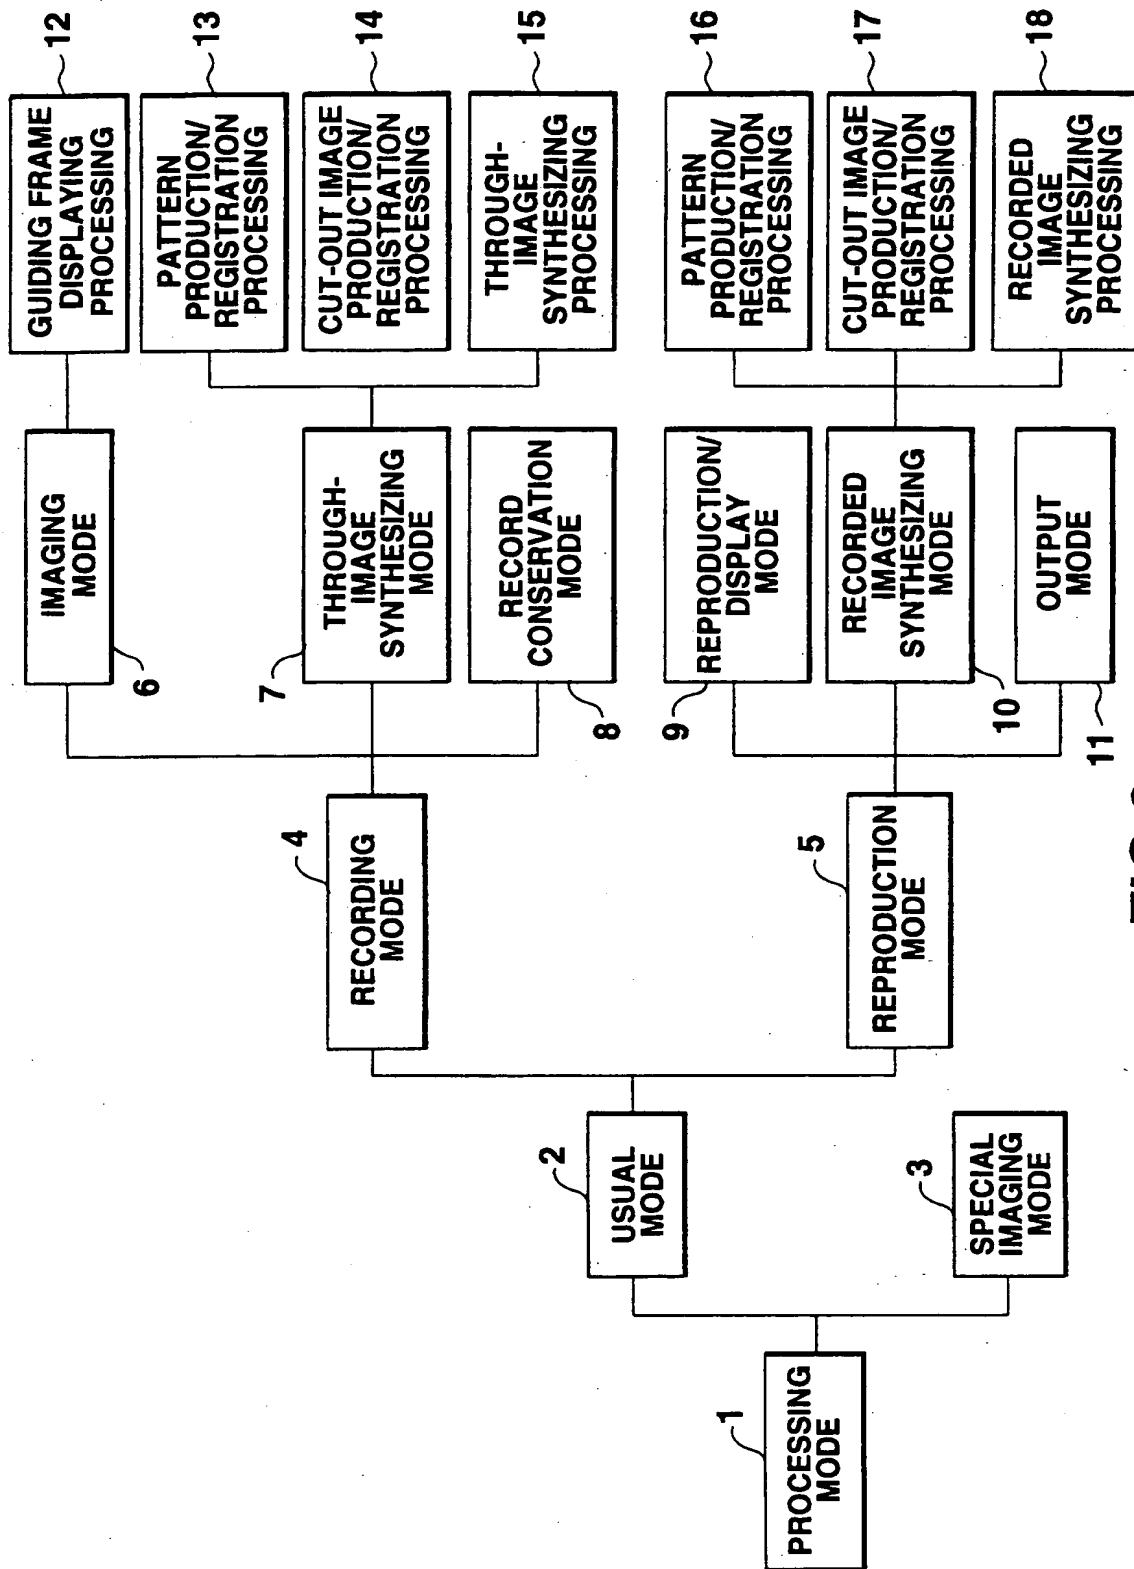 1
PROCESSING
MODE
2
USUAL
MODE
3
SPECIAL
IMAGING
MODE
4
RECORDING
MODE
5
REPRODUCTION
MODE
6
IMAGING
MODE
7
THROUGH-
IMAGE
SYNTHESIZING
MODE
8
RECORD
CONSERVATION
MODE
9
REPRODUCTION/
DISPLAY
MODE
10
RECORDED
IMAGE
SYNTHESIZING
MODE
11
OUTPUT
MODE
12
GUIDING FRAME
DISPLAYING
PROCESSING
13
PATTERN
PRODUCTION/
REGISTRATION
PROCESSING
14
CUT-OUT IMAGE
PRODUCTION/
REGISTRATION
PROCESSING
15
THROUGH-
IMAGE
SYNTHESIZING
PROCESSING
16
PATTERN
PRODUCTION/
REGISTRATION
PROCESSING
17
CUT-OUT IMAGE
PRODUCTION/
REGISTRATION
PROCESSING
18
RECORDED
IMAGE
SYNTHESIZING
PROCESSING